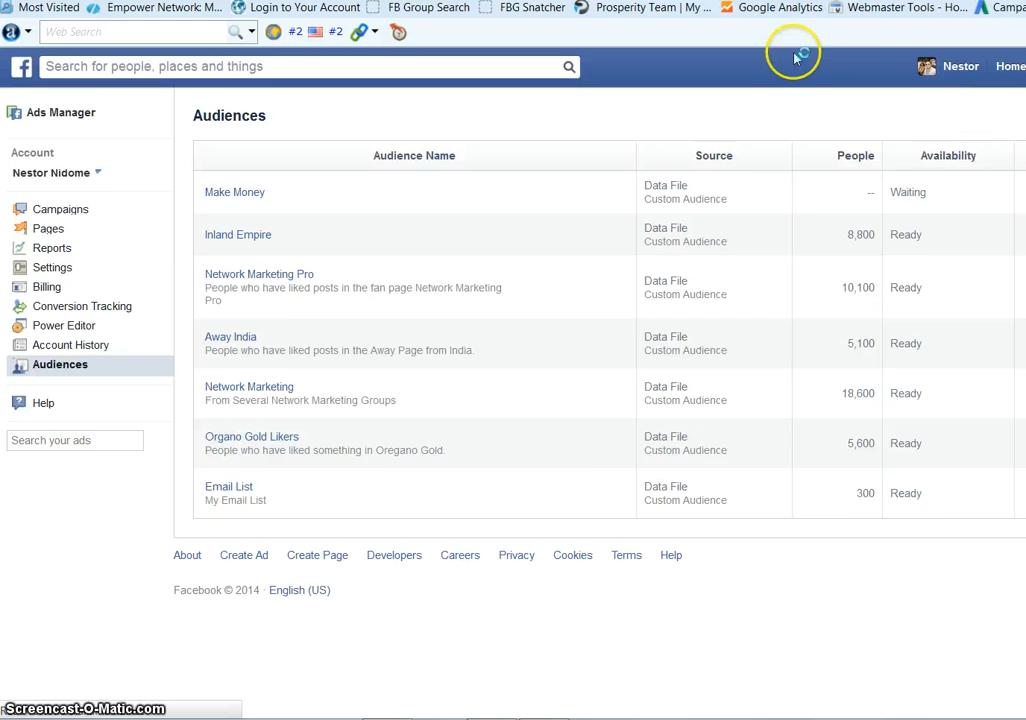 Most Visited Empower Network: M... Login to Your Account FB Group Search FBG Snatcher Prosperity Team | My ... Google Analytics Webmaster Tools - Ho...
a Web Search #2 #2
f Search for people, places and things Nestor Home
Ads Manager
Account
Nestor Nidome
Campaigns
Pages
Reports
Settings
Billing
Conversion Tracking
Power Editor
Account History
Audiences
Help
Search your ads
Audiences
Audience Name Source People Availability
Make Money Data File
Custom Audience -- Waiting
Inland Empire Data File
Custom Audience 8,800 Ready
Network Marketing Pro
People who have liked posts in the fan page Network Marketing
Pro Data File
Custom Audience 10,100 Ready
Away India
People who have liked posts in the Away Page from India. Data File
Custom Audience 5,100 Ready
Network Marketing
From Several Network Marketing Groups Data File
Custom Audience 18,600 Ready
Organo Gold Likers
People who have liked something in Oregano Gold. Data File
Custom Audience 5,600 Ready
Email List
My Email List Data File
Custom Audience 300 Ready
About Create Ad Create Page Developers Careers Privacy Cookies Terms Help
Facebook © 2014 · English (US)
Screencast-O-Matic.com